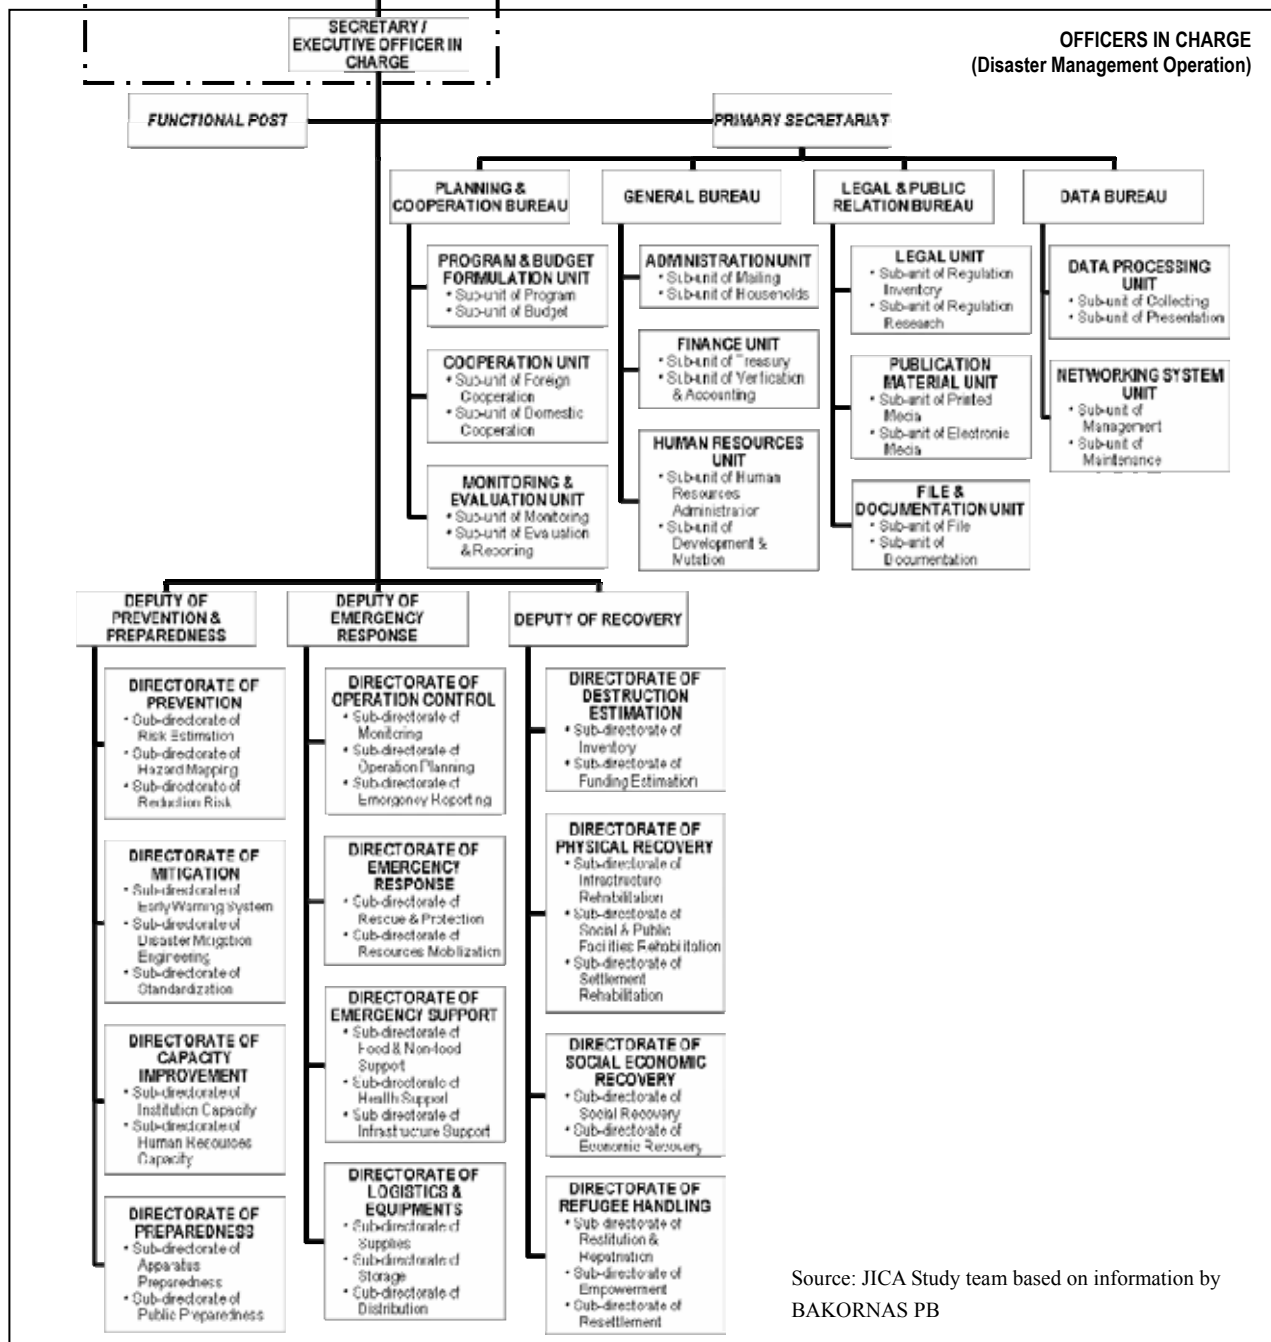 SECRETARY /
EXECUTIVE OFFICER IN
CHARGE
OFFICERS IN CHARGE
(Disaster Management Operation)
FUNCTIONAL POST
PRIMARY SECRETARIAT
PLANNING &
COOPERATION BUREAU
GENERAL BUREAU
LEGAL & PUBLIC
RELATION BUREAU
DATA BUREAU
PROGRAM & BUDGET
FORMULATION UNIT
• Sub-unit of Program
• Sub-unit of Budget
COOPERATION UNIT
• Sub-unit of Foreign
Cooperation
• Sub-unit of Domestic
Cooperation
MONITORING &
EVALUATION UNIT
• Sub-unit of Monitoring
• Sub-unit of Evaluation
& Reporting
ADMINISTRATION UNIT
• Sub-unit of Mailing
• Sub-unit of Households
FINANCE UNIT
• Sub-unit of Treasury
• Sub-unit of Verification
& Accounting
HUMAN RESOURCES
UNIT
• Sub-unit of Human
Resources
Administration
• Sub-unit of
Development &
Mutation
LEGAL UNIT
• Sub-unit of Regulation
Inventory
• Sub-unit of Regulation
Research
PUBLICATION
MATERIAL UNIT
• Sub-unit of Printed
Media
• Sub-unit of Electronic
Media
FILE &
DOCUMENTATION UNIT
• Sub-unit of File
• Sub-unit of
Documentation
DATA PROCESSING
UNIT
• Sub-unit of Collecting
• Sub-unit of Presentation
NETWORKING SYSTEM
UNIT
• Sub-unit of
Management
• Sub-unit of
Maintenance
DEPUTY OF
PREVENTION &
PREPAREDNESS
DEPUTY OF
EMERGENCY
RESPONSE
DEPUTY OF RECOVERY
DIRECTORATE OF
PREVENTION
• Sub-directorate of
Risk Estimation
• Sub-directorate of
Hazard Mapping
• Sub-directorate of
Reduction Risk
DIRECTORATE OF
MITIGATION
• Sub-directorate of
Early Warning System
• Sub-directorate of
Disaster Mitigation
Engineering
• Sub-directorate of
Standardization
DIRECTORATE OF
CAPACITY
IMPROVEMENT
• Sub-directorate of
Institution Capacity
• Sub-directorate of
Human Resources
Capacity
DIRECTORATE OF
PREPAREDNESS
• Sub-directorate of
Apparatus
Preparedness
• Sub-directorate of
Public Preparedness
DIRECTORATE OF
OPERATION CONTROL
• Sub-directorate of
Monitoring
• Sub-directorate of
Operation Planning
• Sub-directorate of
Emergency Reporting
DIRECTORATE OF
EMERGENCY
RESPONSE
• Sub-directorate of
Rescue & Protection
• Sub-directorate of
Resources Mobilization
DIRECTORATE OF
EMERGENCY SUPPORT
• Sub-directorate of
Food & Non-food
Support
• Sub-directorate of
Health Support
• Sub directorate of
Infrastructure Support
DIRECTORATE OF
LOGISTICS &
EQUIPMENTS
• Sub-directorate of
Supplies
• Sub-directorate of
Storage
• Sub-directorate of
Distribution
DIRECTORATE OF
DESTRUCTION
ESTIMATION
• Sub-directorate of
Inventory
• Sub-directorate of
Funding Estimation
DIRECTORATE OF
PHYSICAL RECOVERY
• Sub-directorate of
Infrastructure
Rehabilitation
• Sub-directorate of
Social & Public
Facilities Rehabilitation
• Sub-directorate of
Settlement
Rehabilitation
DIRECTORATE OF
SOCIAL ECONOMIC
RECOVERY
• Sub-directorate of
Social Recovery
• Sub-directorate of
Economic Recovery
DIRECTORATE OF
REFUGEE HANDLING
• Sub-directorate of
Restitution &
Repatriation
• Sub-directorate of
Empowerment
• Sub-directorate of
Resettlement
Source: JICA Study team based on information by
BAKORNAS PB